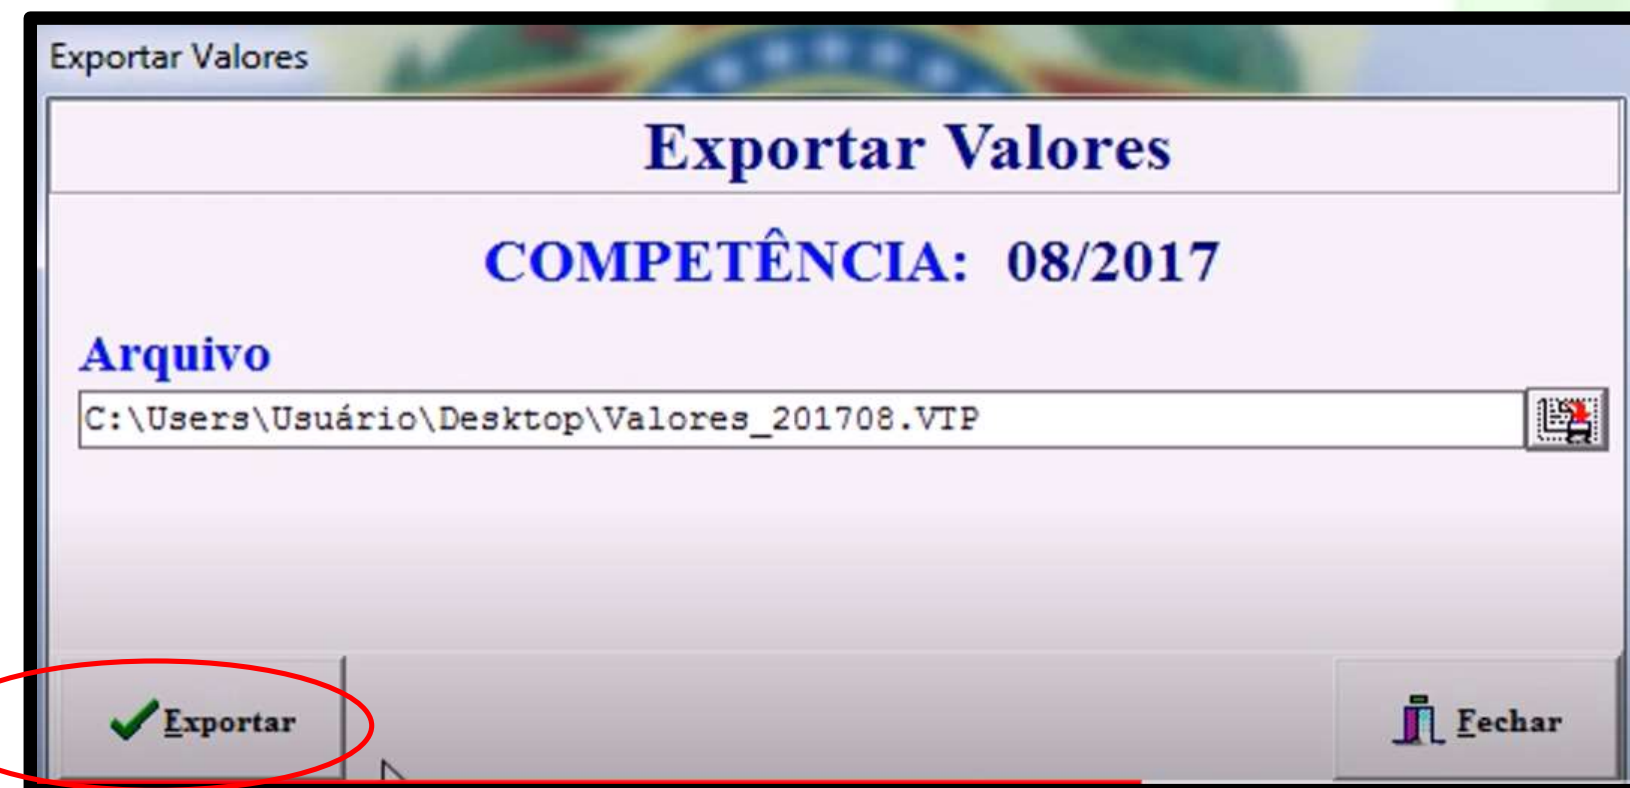 Exportar Valores
Exportar Valores
COMPETÊNCIA: 08/2017
Arquivo
C:\Users\Usuário\Desktop\Valores_201708.VTP
Exportar
Fechar